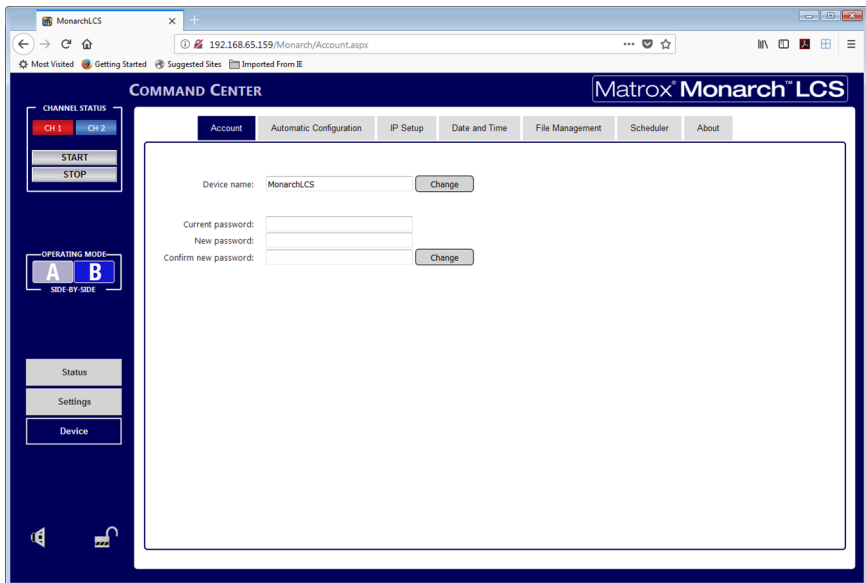 MonarchLCS
192.168.65.159/Monarch/Account.aspx
Most Visited Getting Started Suggested Sites Imported From IE
COMMAND CENTER
Matrox® Monarch™ LCS
CHANNEL STATUS
CH 1 CH 2
START
STOP
Account Automatic Configuration IP Setup Date and Time File Management Scheduler About
Device name: MonarchLCS Change
Current password:
New password:
Confirm new password: Change
OPERATING MODE
A B
SIDE-BY-SIDE
Status
Settings
Device